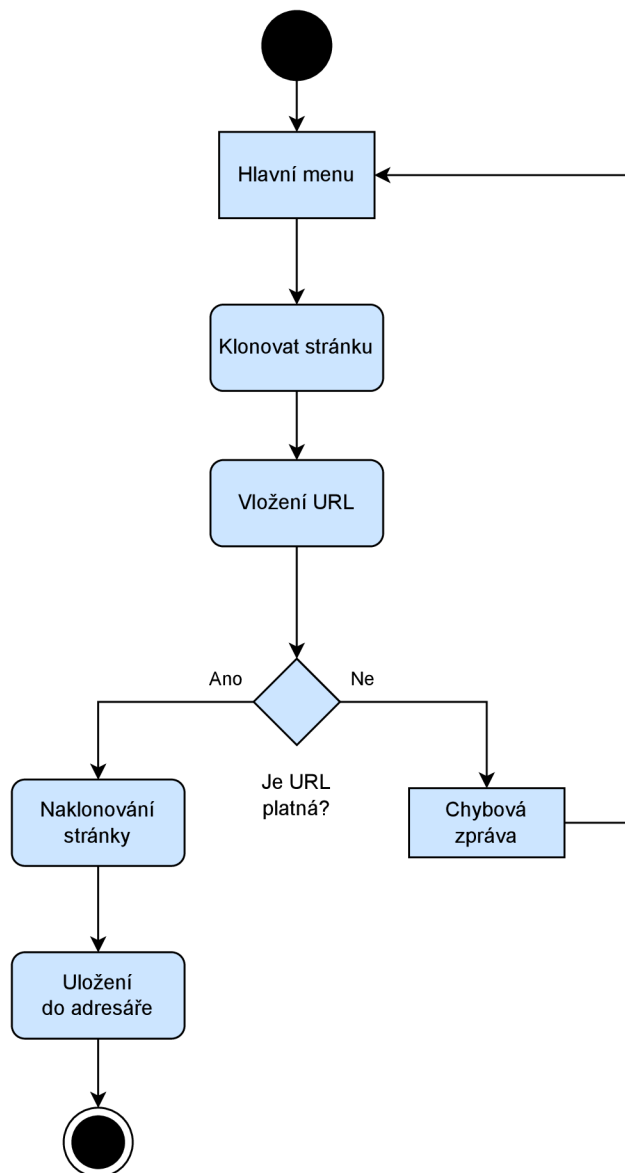 Hlavní menu
Klonovat stránku
Vložení URL
Ano
Ne
Je URL
platná?
Naklonování
stránky
Chybová
zpráva
Uložení
do adresáře